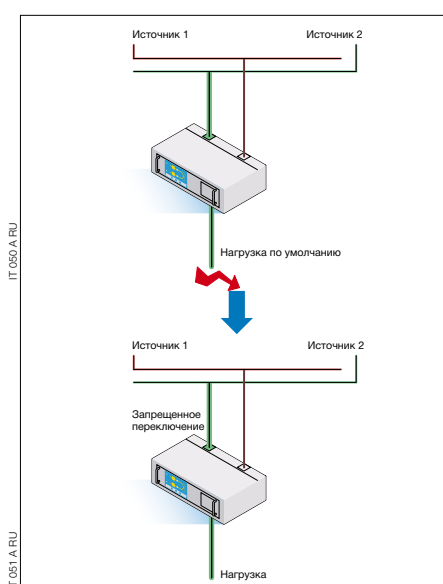 Источник 1
Источник 2
Нагрузка по умолчанию
IT 050 A RU
Источник 1
Источник 2
Запрещенное
переключение
Нагрузка
T 051 A RU